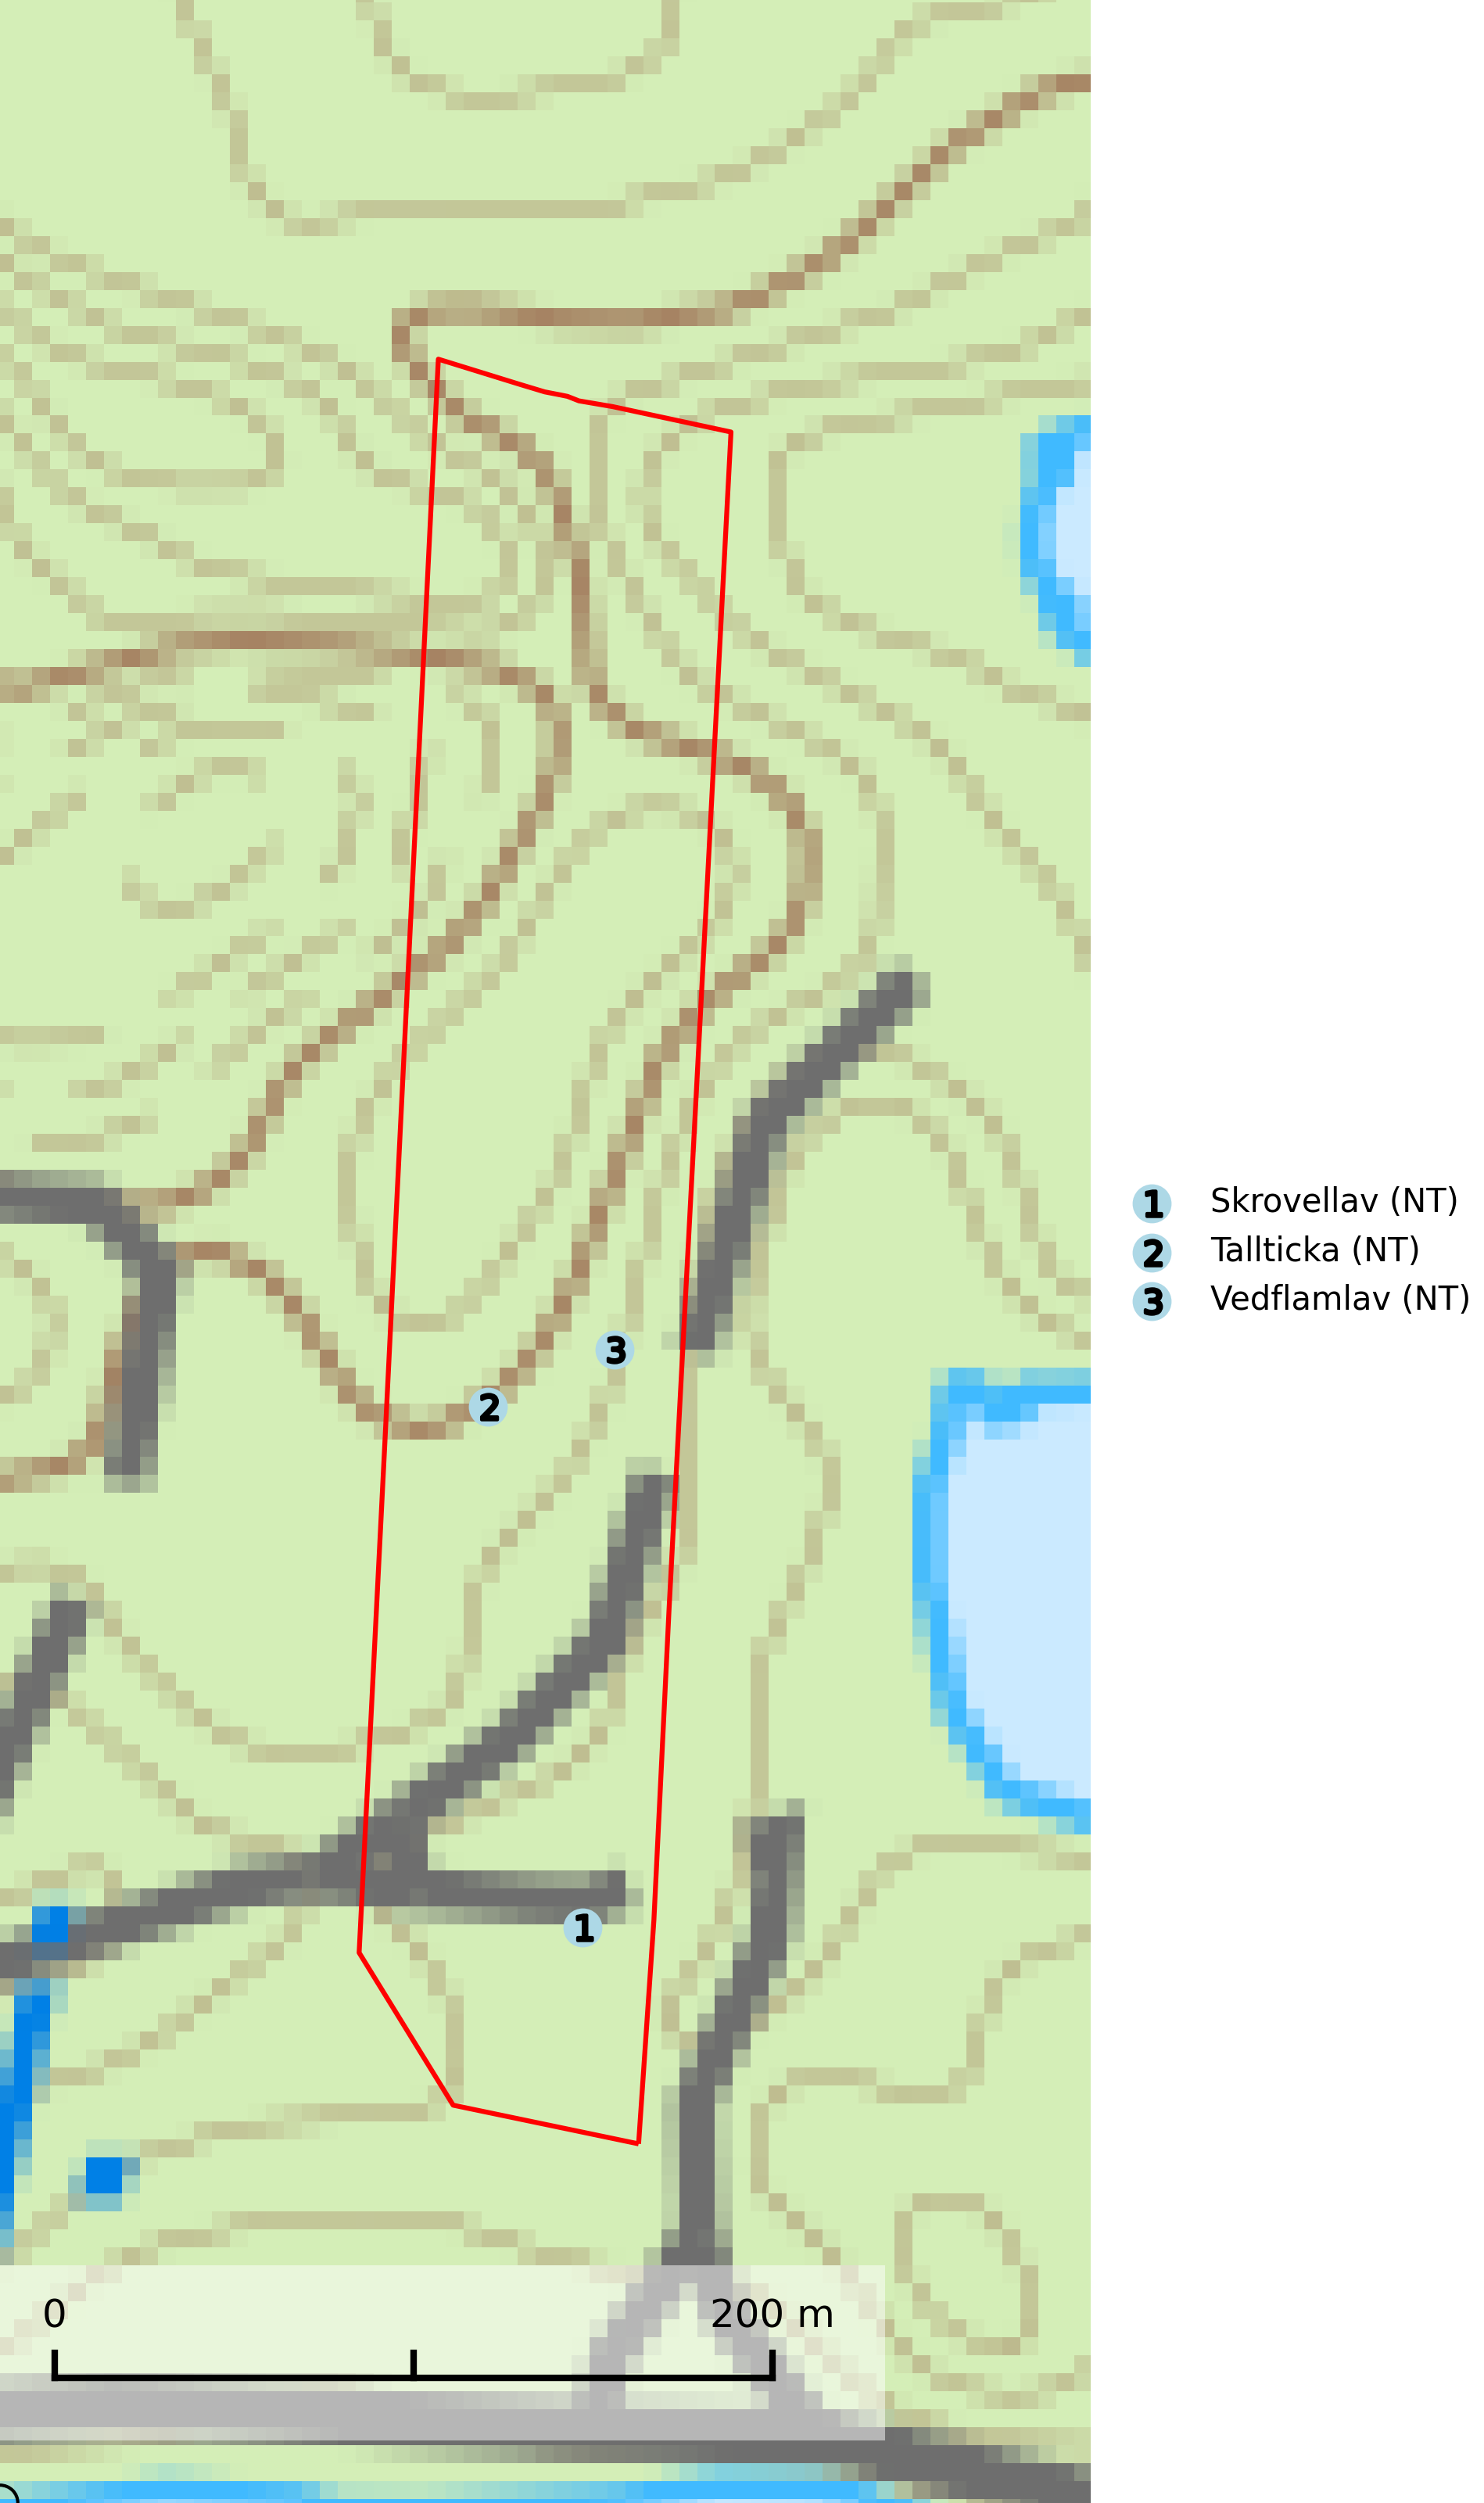 1 Skrovellav (NT)
2 Tallticka (NT)
3 Vedflamlav (NT)
3
2
1
0 200 m